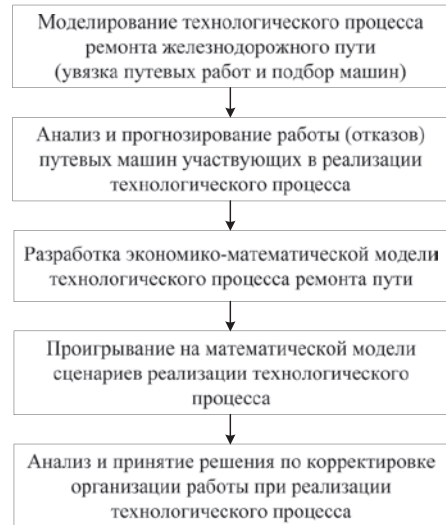 Моделирование технологического процесса
ремонта железнодорожного пути
(увязка путевых работ и подбор машин)
Анализ и прогнозирование работы (отказов)
путевых машин участвующих в реализации
технологического процесса
Разработка экономико-математической модели
технологического процесса ремонта пути
Проигрывание на математической модели
сценариев реализации технологического
процесса
Анализ и принятие решения по корректировке
организации работы при реализации
технологического процесса